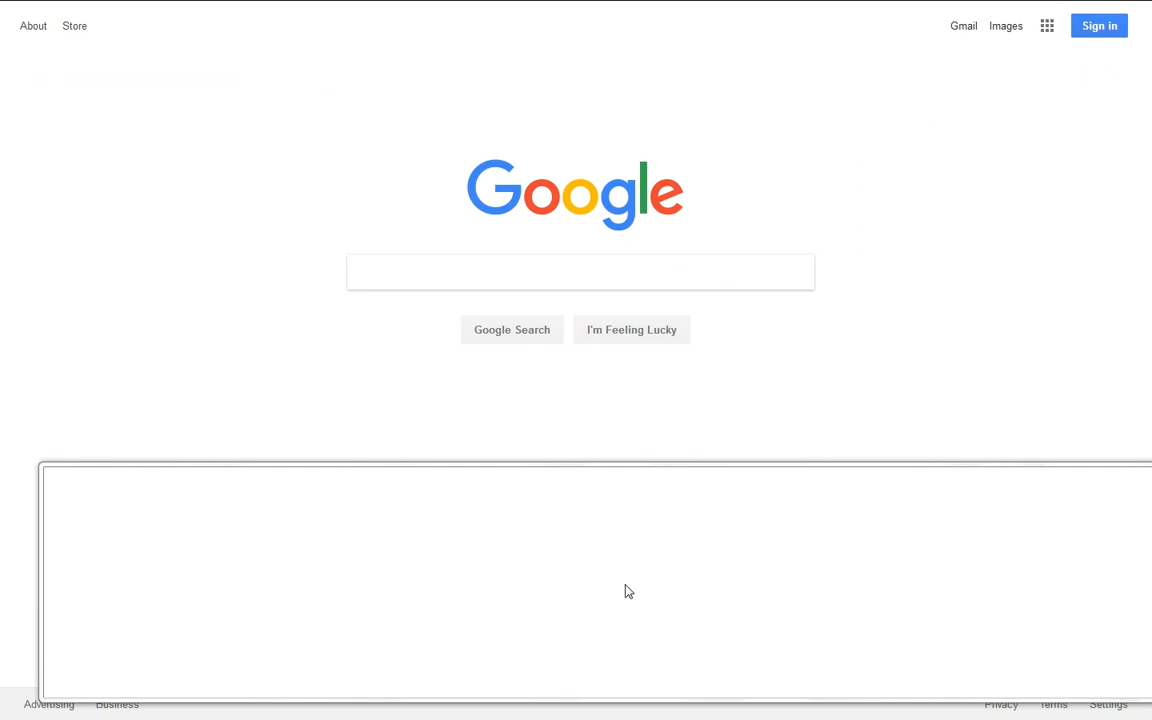 About Store
Gmail Images Sign in
Google
Google Search I'm Feeling Lucky
Advertising Business
Privacy Terms Settings